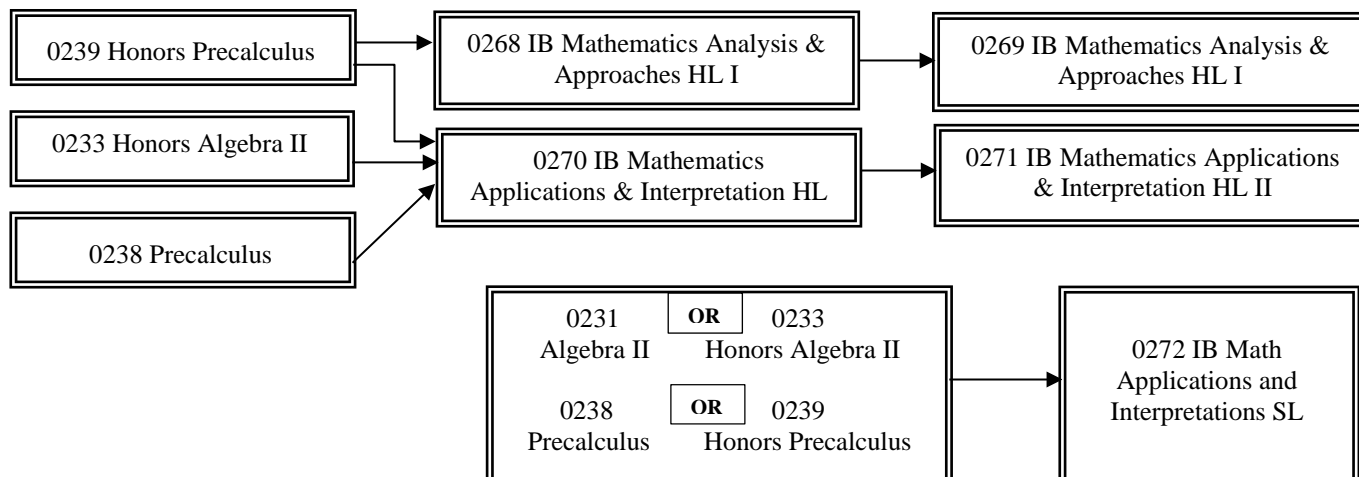 0239 Honors Precalculus
0268 IB Mathematics Analysis &
Approaches HL I
0269 IB Mathematics Analysis &
Approaches HL I
0233 Honors Algebra II
0270 IB Mathematics
Applications & Interpretation HL
0271 IB Mathematics Applications
& Interpretation HL II
0238 Precalculus
0231 OR 0233
Algebra II Honors Algebra II
0238 OR 0239
Precalculus Honors Precalculus
0272 IB Math
Applications and
Interpretations SL